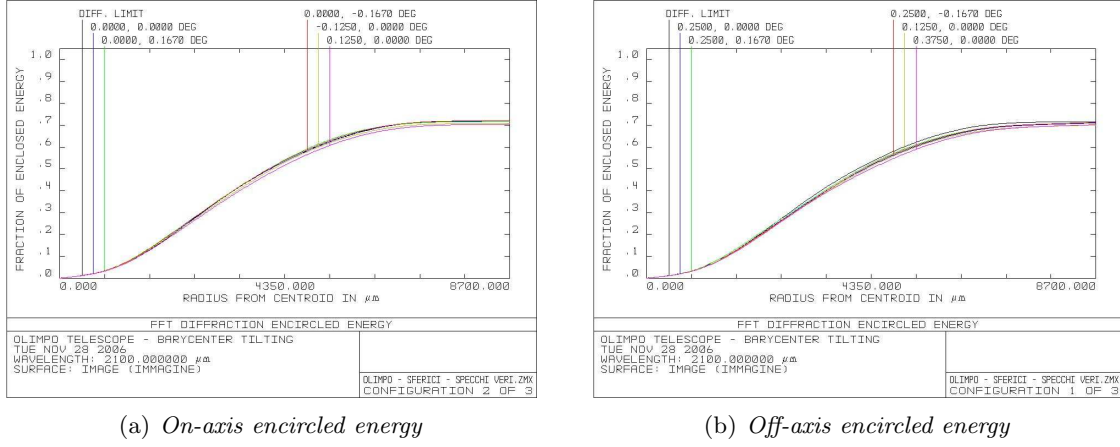 DIFF. LIMIT
0.0000, 0.0000 DEG
0.0000, 0.1670 DEG
0.0000, -0.1670 DEG
-0.1250, 0.0000 DEG
0.1250, 0.0000 DEG
1.0
.9
.8
.7
.6
.5
.4
.3
.2
.1
.0
FRACTION OF ENCLOSED ENERGY
0.000
4350.000
8700.000
RADIUS FROM CENTROID IN µm
FFT DIFFRACTION ENCIRCLED ENERGY
OLIMPO TELESCOPE - BARYCENTER TILTING
TUE NOV 28 2006
WAVELENGTH: 2100.000000 µm
SURFACE: IMAGE (IMMAGINE)
OLIMPO - SFERICI - SPECCHI VERI.ZMX
CONFIGURATION 2 OF 3
(a) On-axis encircled energy
DIFF. LIMIT
0.2500, 0.0000 DEG
0.2500, 0.1670 DEG
0.2500, -0.1670 DEG
0.1250, 0.0000 DEG
0.3750, 0.0000 DEG
1.0
.9
.8
.7
.6
.5
.4
.3
.2
.1
.0
FRACTION OF ENCLOSED ENERGY
0.000
4350.000
8700.000
RADIUS FROM CENTROID IN µm
FFT DIFFRACTION ENCIRCLED ENERGY
OLIMPO TELESCOPE - BARYCENTER TILTING
TUE NOV 28 2006
WAVELENGTH: 2100.000000 µm
SURFACE: IMAGE (IMMAGINE)
OLIMPO - SFERICI - SPECCHI VERI.ZMX
CONFIGURATION 1 OF 3
(b) Off-axis encircled energy